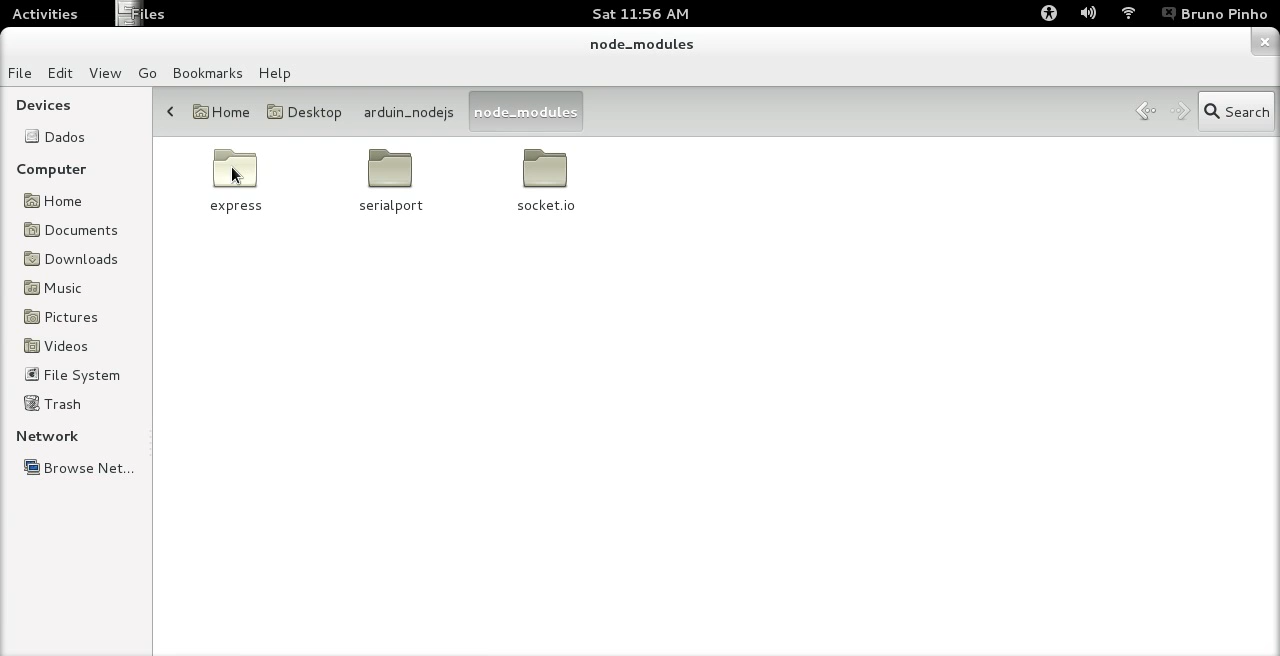 Activities Files Sat 11:56 AM Bruno Pinho
node_modules
File Edit View Go Bookmarks Help
Devices
Dados
Computer
Home
Documents
Downloads
Music
Pictures
Videos
File System
Trash
Network
Browse Net...
Home Desktop arduin_nodejs node_modules Search
express serialport socket.io